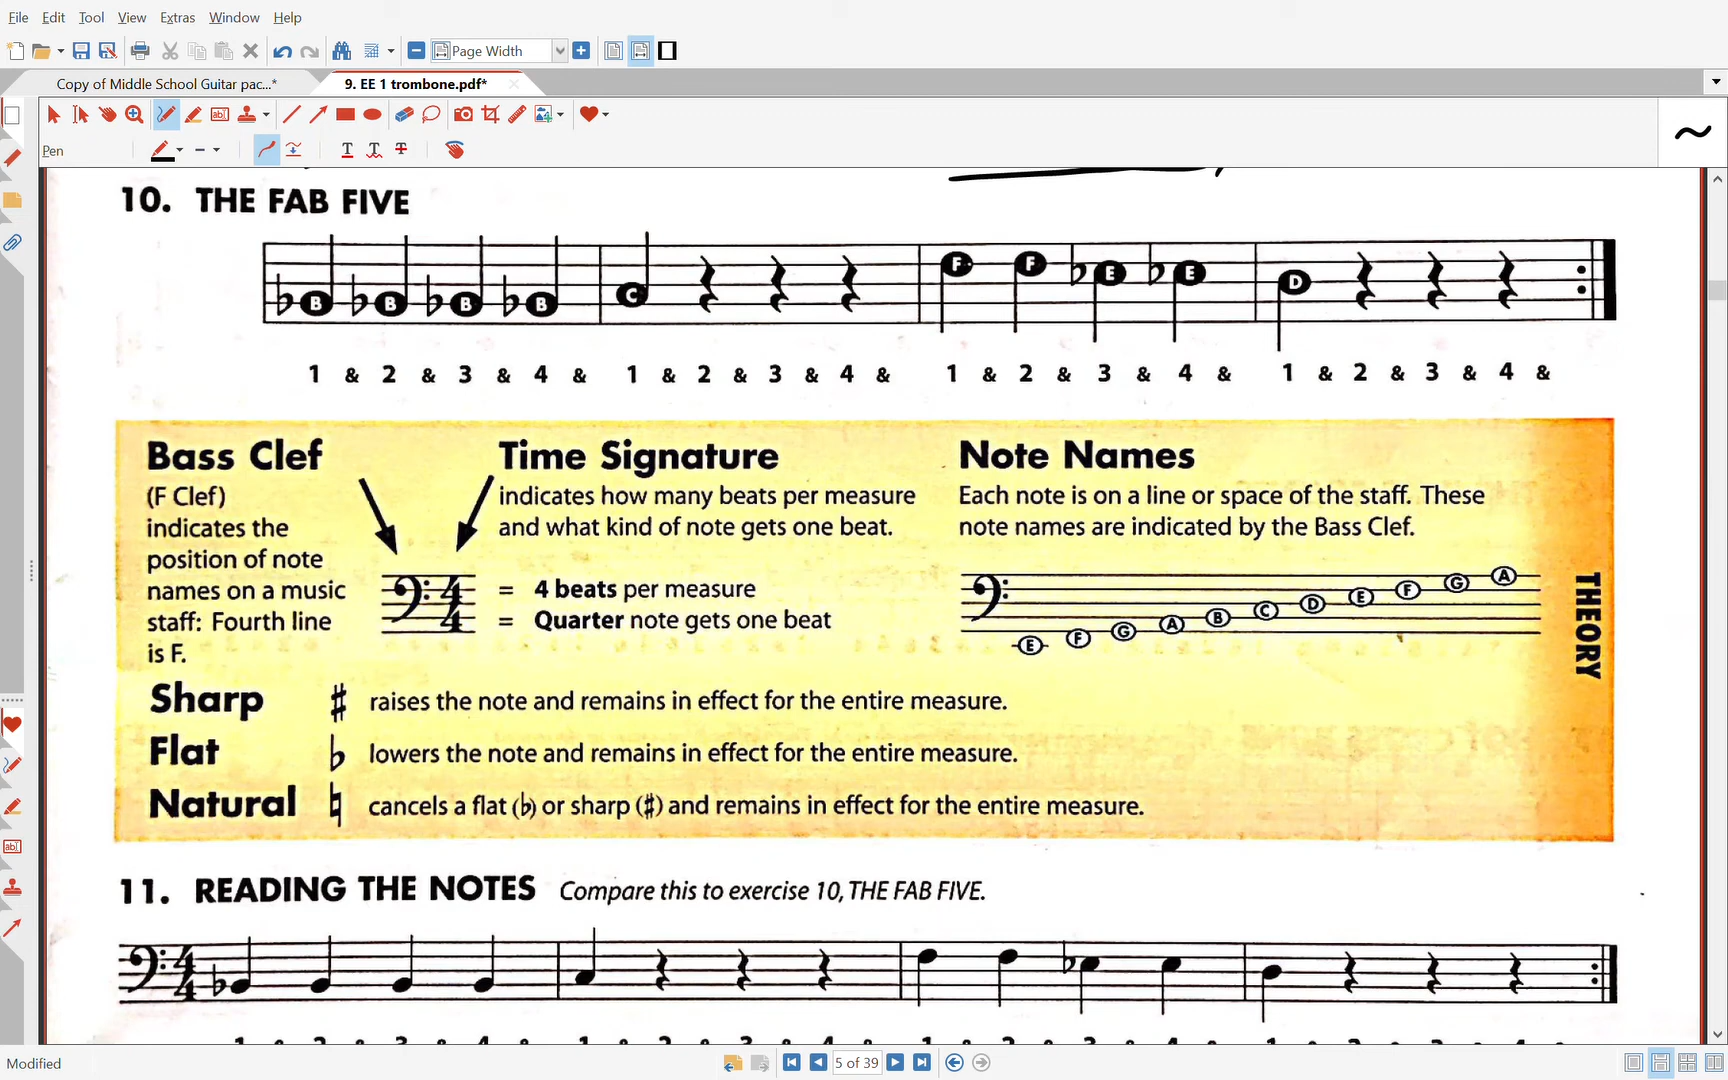 File Edit Tool View Extras Window Help
Page Width
Copy of Middle School Guitar pac...* 9. EE 1 trombone.pdf*
Pen
10. THE FAB FIVE
♭B ♭B ♭B ♭B C F F ♭E ♭E D
1 & 2 & 3 & 4 & 1 & 2 & 3 & 4 & 1 & 2 & 3 & 4 & 1 & 2 & 3 & 4 &
Bass Clef
(F Clef)
indicates the
position of note
names on a music
staff: Fourth line
is F.
Time Signature
indicates how many beats per measure
and what kind of note gets one beat.
4 = 4 beats per measure
4 = Quarter note gets one beat
Note Names
Each note is on a line or space of the staff. These
note names are indicated by the Bass Clef.
E F G A B C D E F G A
THEORY
Sharp ♯ raises the note and remains in effect for the entire measure.
Flat ♭ lowers the note and remains in effect for the entire measure.
Natural ♮ cancels a flat (♭) or sharp (♯) and remains in effect for the entire measure.
11. READING THE NOTES Compare this to exercise 10, THE FAB FIVE.
4
4
Modified 5 of 39